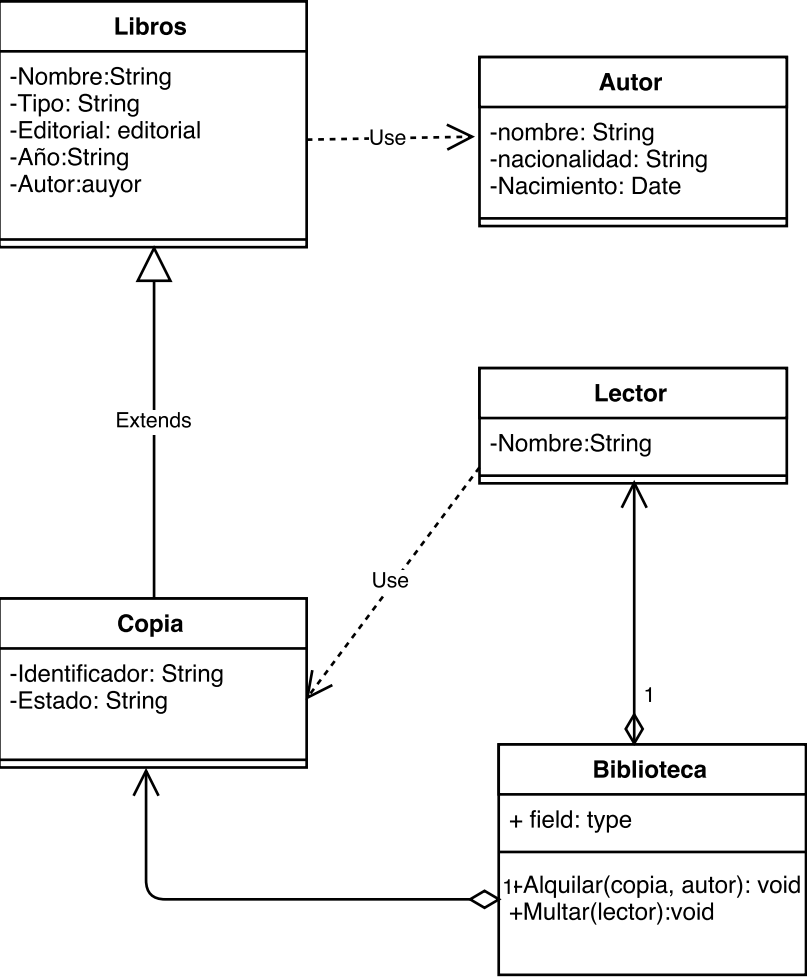 Libros
-Nombre:String
-Tipo: String
-Editorial: editorial
-Año:String
-Autor:auyor
Use
Autor
-nombre: String
-nacionalidad: String
-Nacimiento: Date
Extends
Lector
-Nombre:String
Use
Copia
-Identificador: String
-Estado: String
1
Biblioteca
+ field: type
1
+Alquilar(copia, autor): void
+Multar(lector):void